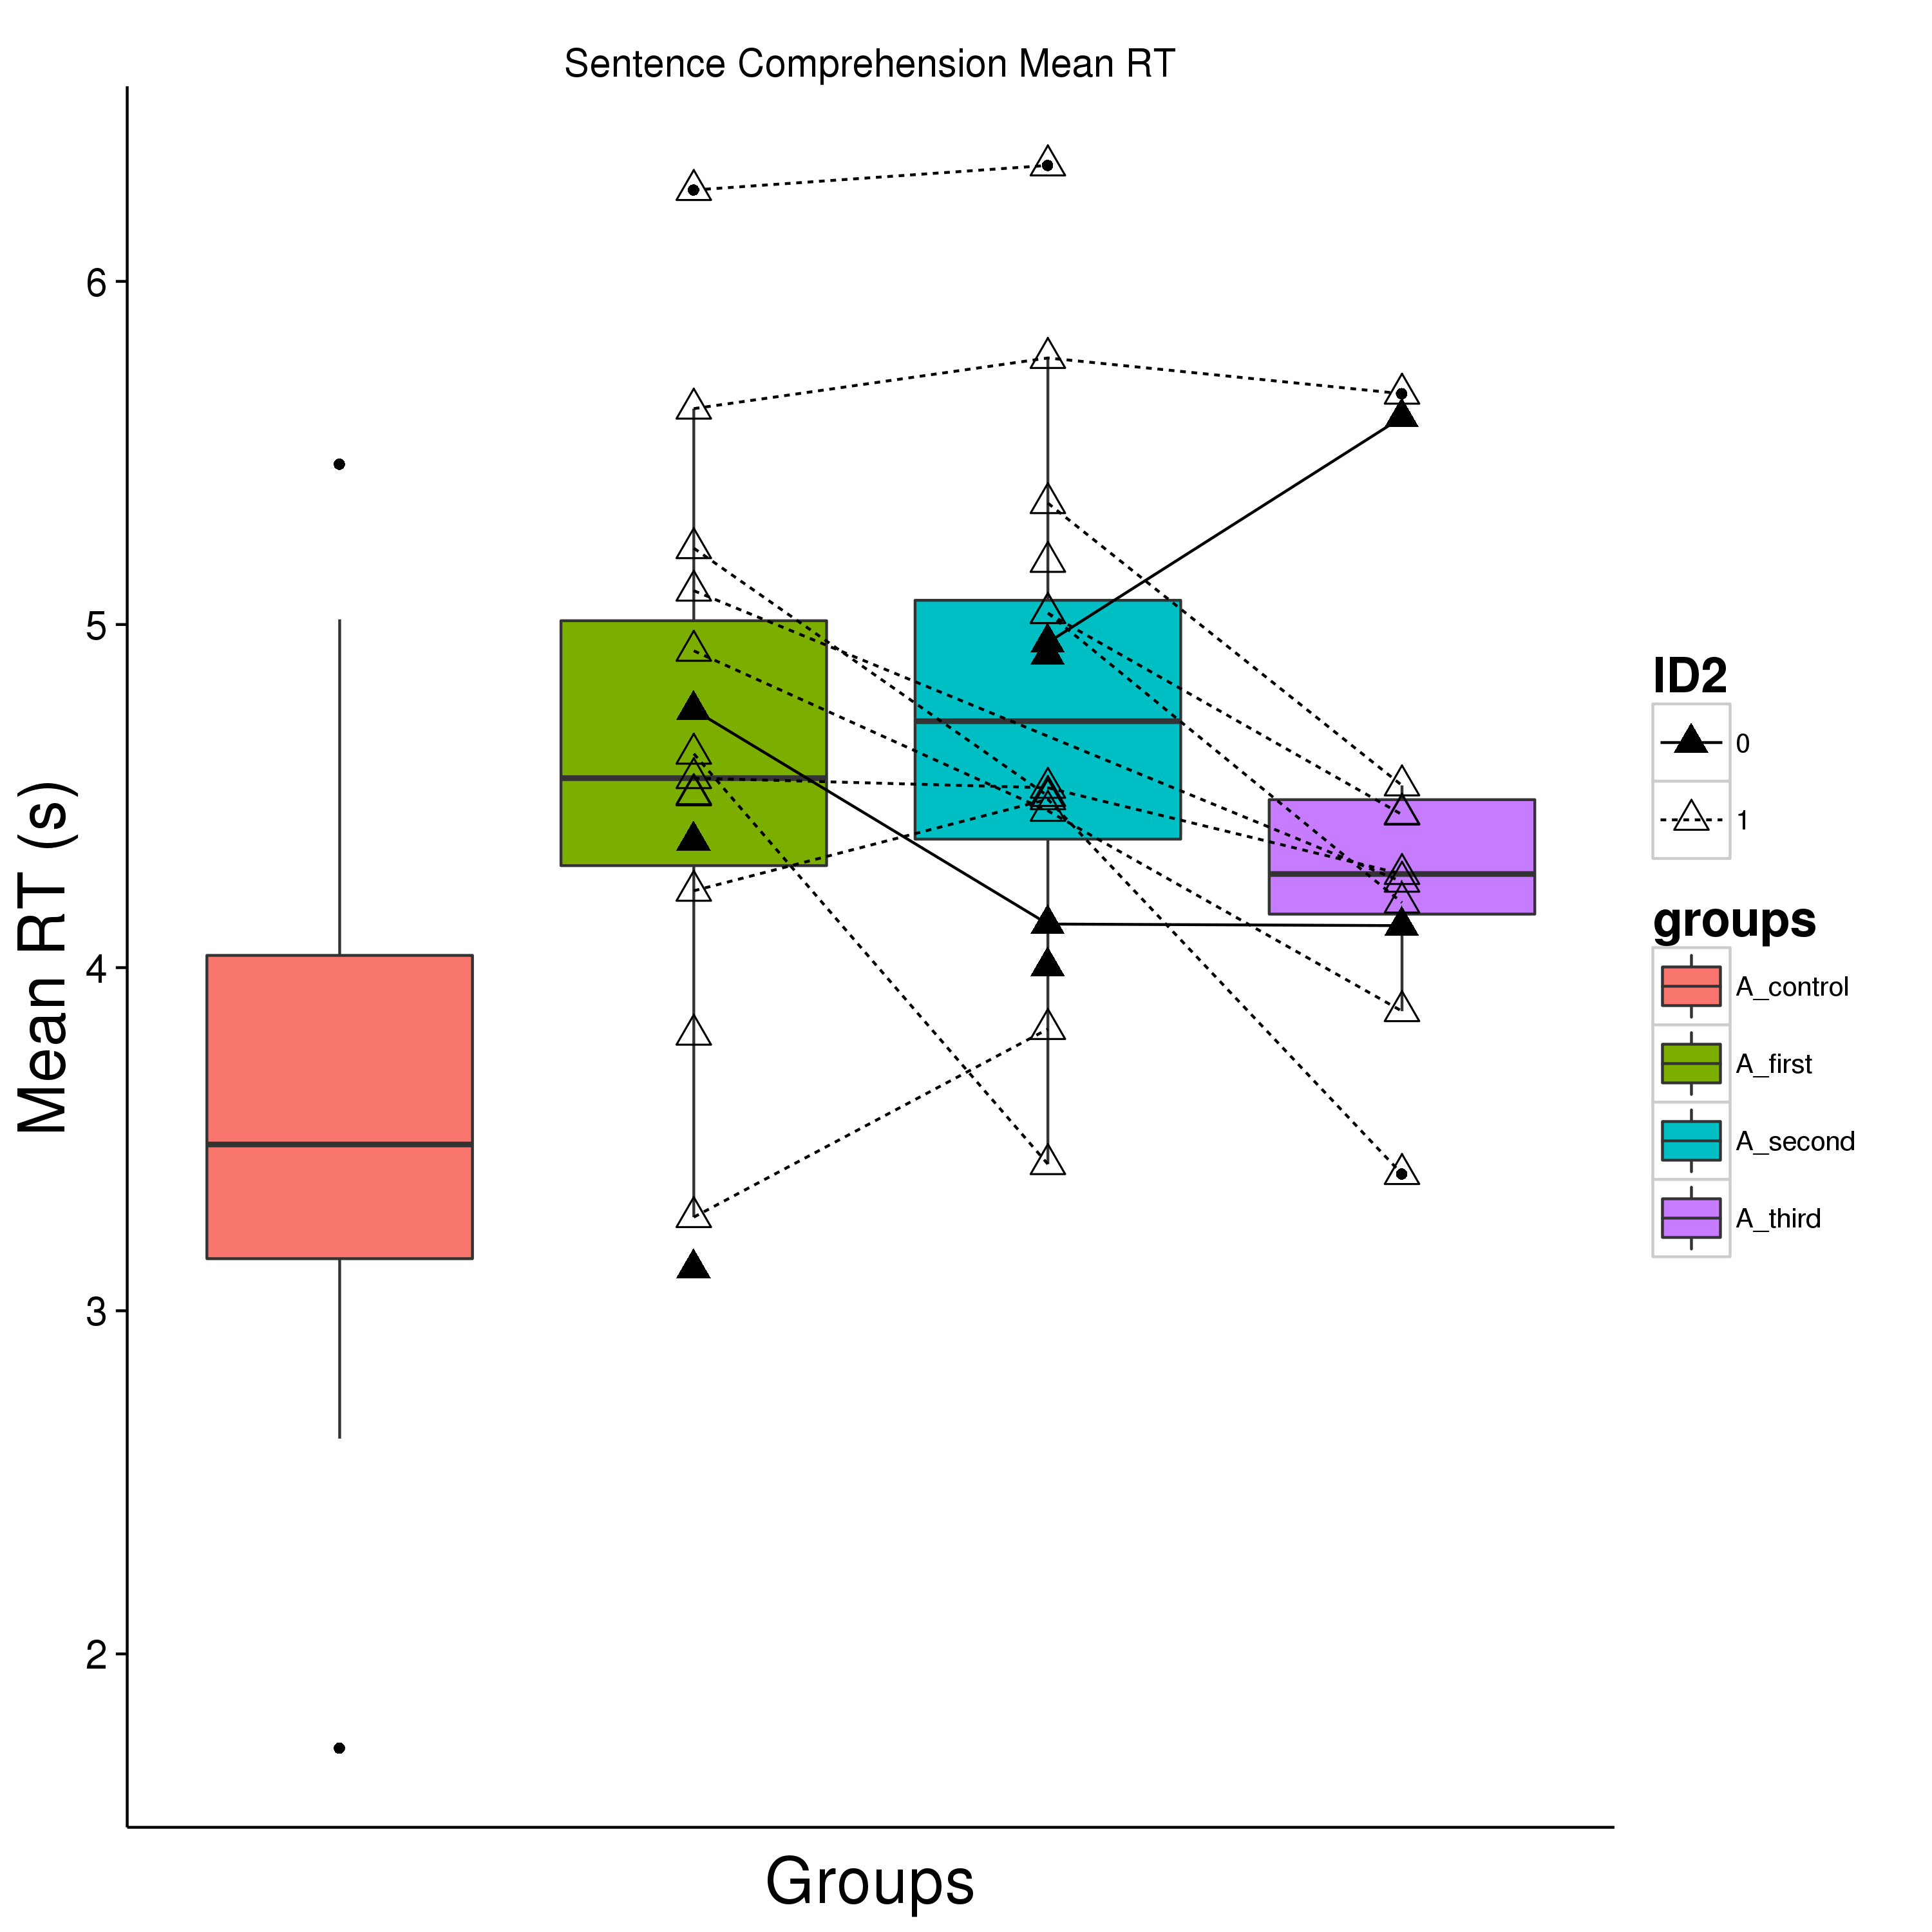 Sentence Comprehension Mean RT
Mean RT (s)
6
5
4
3
2
Groups
ID2
0
1
groups
A_control
A_first
A_second
A_third